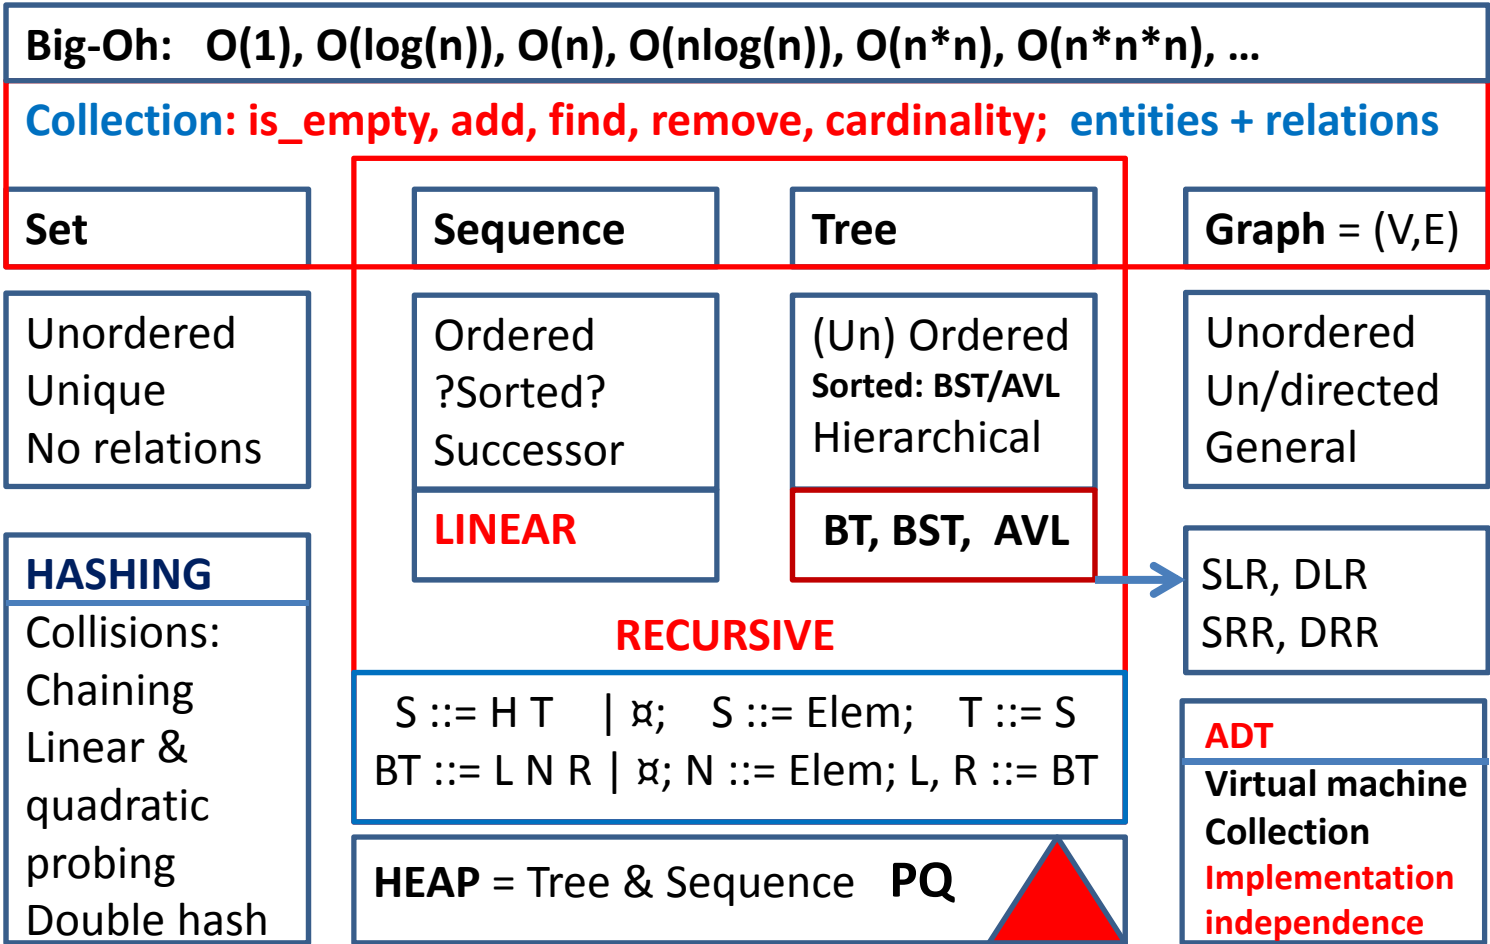 Big-Oh: O(1), O(log(n)), O(n), O(nlog(n)), O(n*n), O(n*n*n), …
Collection: is_empty, add, find, remove, cardinality; entities + relations
Set
Sequence
Tree
Graph = (V,E)
Unordered
Unique
No relations
Ordered
?Sorted?
Successor
LINEAR
(Un) Ordered
Sorted: BST/AVL
Hierarchical
BT, BST, AVL
Unordered
Un/directed
General
HASHING
Collisions:
Chaining
Linear &
quadratic
probing
Double hash
RECURSIVE
S ::= H T | ¤; S ::= Elem; T ::= S
BT ::= L N R | ¤; N ::= Elem; L, R ::= BT
HEAP = Tree & Sequence PQ
SLR, DLR
SRR, DRR
ADT
Virtual machine
Collection
Implementation
independence